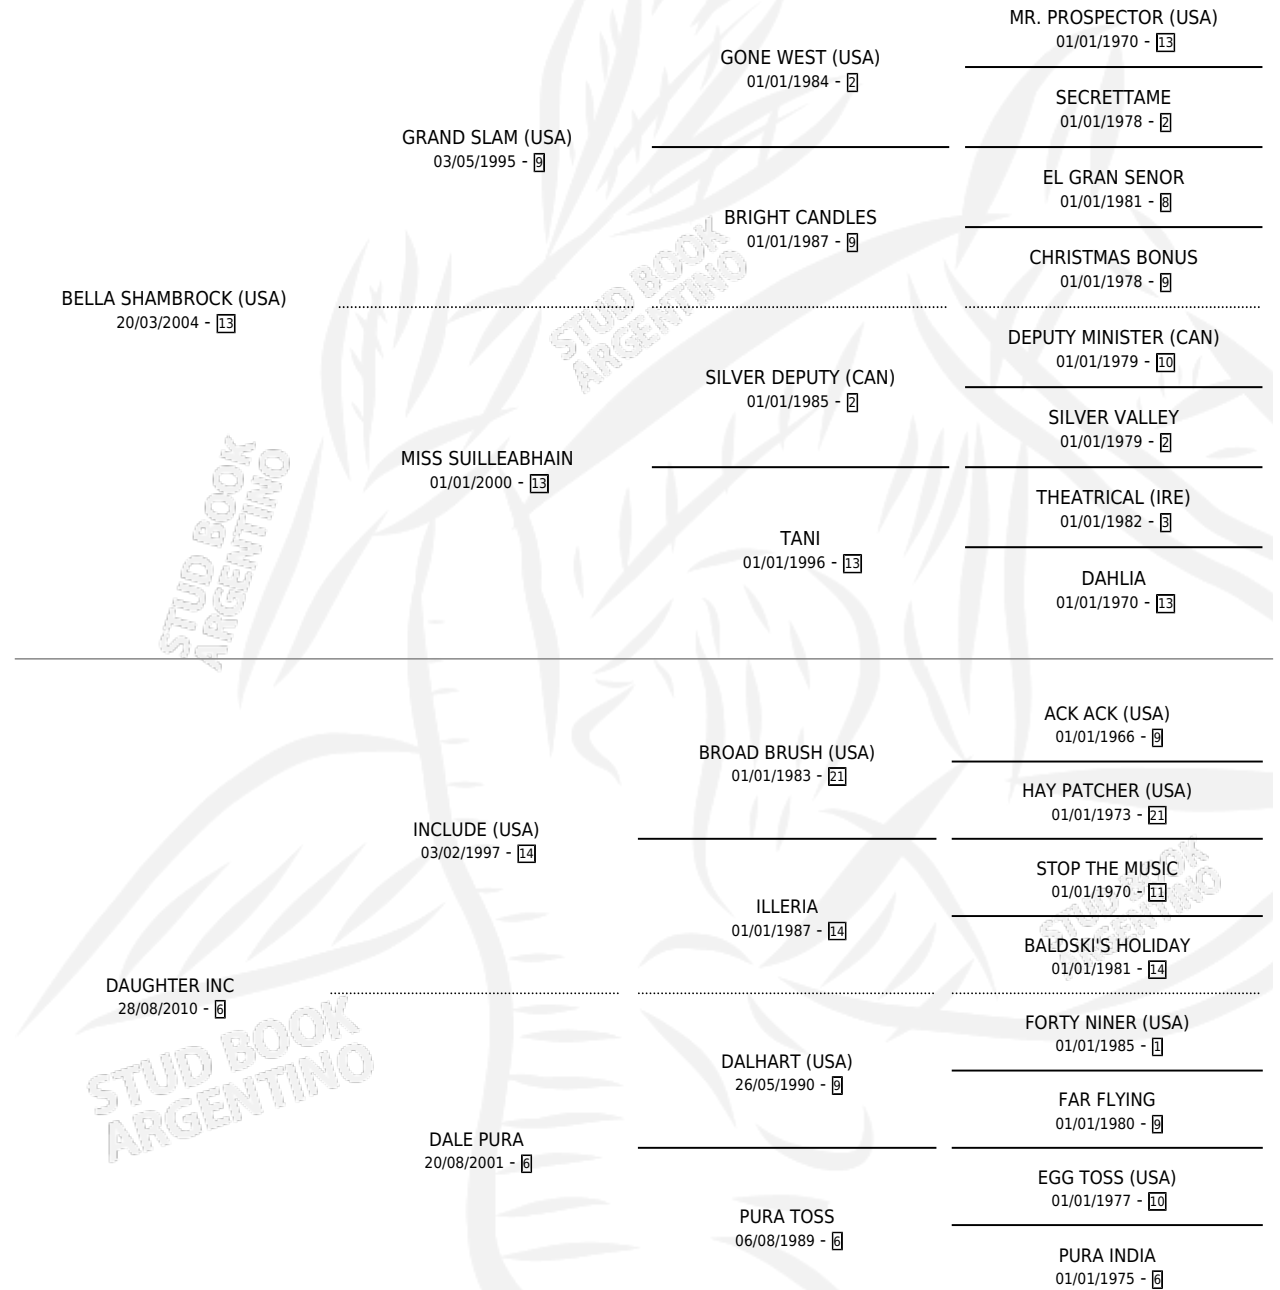 MR. PROSPECTOR (USA)
01/01/1970 - 13
GONE WEST (USA)
01/01/1984 - 2
SECRETTAME
01/01/1978 - 2
GRAND SLAM (USA)
03/05/1995 - 9
EL GRAN SENOR
01/01/1981 - 8
BRIGHT CANDLES
01/01/1987 - 9
CHRISTMAS BONUS
01/01/1978 - 9
BELLA SHAMBROCK (USA)
20/03/2004 - 13
DEPUTY MINISTER (CAN)
01/01/1979 - 10
SILVER DEPUTY (CAN)
01/01/1985 - 2
SILVER VALLEY
01/01/1979 - 2
MISS SUILLEABHAIN
01/01/2000 - 13
THEATRICAL (IRE)
01/01/1982 - 3
TANI
01/01/1996 - 13
DAHLIA
01/01/1970 - 13
ACK ACK (USA)
01/01/1966 - 9
BROAD BRUSH (USA)
01/01/1983 - 21
HAY PATCHER (USA)
01/01/1973 - 21
INCLUDE (USA)
03/02/1997 - 14
STOP THE MUSIC
01/01/1970 - 11
ILLERIA
01/01/1987 - 14
BALDSKI'S HOLIDAY
01/01/1981 - 14
DAUGHTER INC
28/08/2010 - 6
FORTY NINER (USA)
01/01/1985 - 1
DALHART (USA)
26/05/1990 - 9
FAR FLYING
01/01/1980 - 9
DALE PURA
20/08/2001 - 6
EGG TOSS (USA)
01/01/1977 - 10
PURA TOSS
06/08/1989 - 6
PURA INDIA
01/01/1975 - 6
STUD BOOK
ARGENTINO
STUD BOOK
ARGENTINO
STUD BOOK
ARGENTINO
STUD BOOK
ARGENTINO